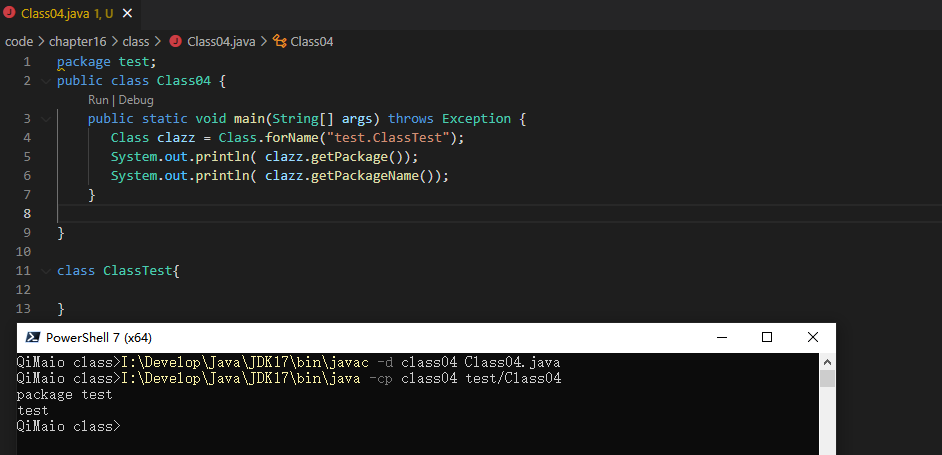 Class04.java 1, U
code > chapter16 > class > Class04.java > Class04
1 package test;
2 public class Class04 {
Run | Debug
3 public static void main(String[] args) throws Exception {
4 Class clazz = Class.forName("test.ClassTest");
5 System.out.println( clazz.getPackage());
6 System.out.println( clazz.getPackageName());
7 }
8
9 }
10
11 class ClassTest{
12
13 }
PowerShell 7 (x64)
QiMaio class>I:\Develop\Java\JDK17\bin\javac -d class04 Class04.java
QiMaio class>I:\Develop\Java\JDK17\bin\java -cp class04 test/Class04
package test
test
QiMaio class>